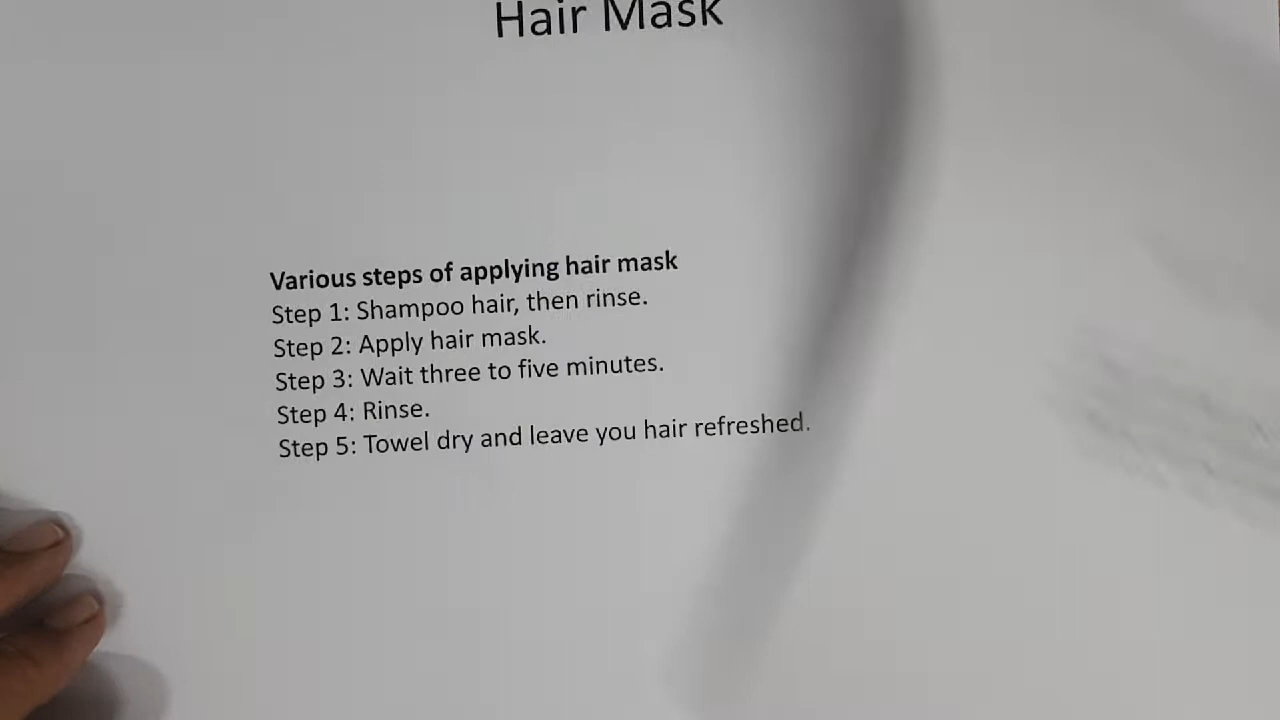 Hair Mask
Various steps of applying hair mask
Step 1: Shampoo hair, then rinse.
Step 2: Apply hair mask.
Step 3: Wait three to five minutes.
Step 4: Rinse.
Step 5: Towel dry and leave you hair refreshed.